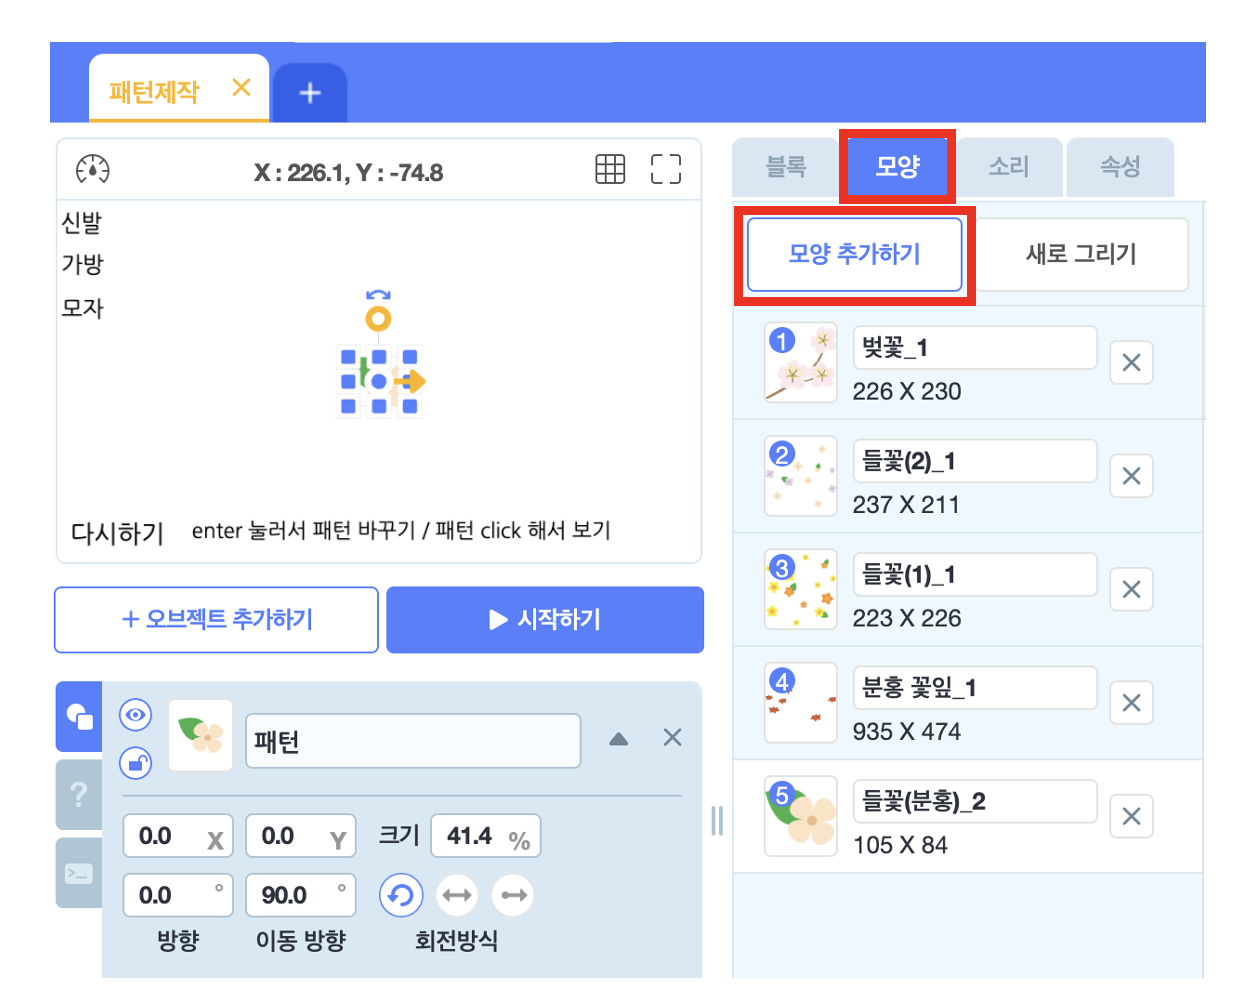 패턴제작
X : 226.1, Y : -74.8
신발
가방
모자
다시하기
enter 눌러서 패턴 바꾸기 / 패턴 click 해서 보기
+ 오브젝트 추가하기
시작하기
패턴
0.0 X
0.0 Y
크기 41.4 %
0.0 °
90.0 °
방향
이동 방향
회전방식
블록
모양
소리
속성
모양 추가하기
새로 그리기
1
벚꽃_1
226 X 230
2
들꽃(2)_1
237 X 211
3
들꽃(1)_1
223 X 226
4
분홍 꽃잎_1
935 X 474
5
들꽃(분홍)_2
105 X 84